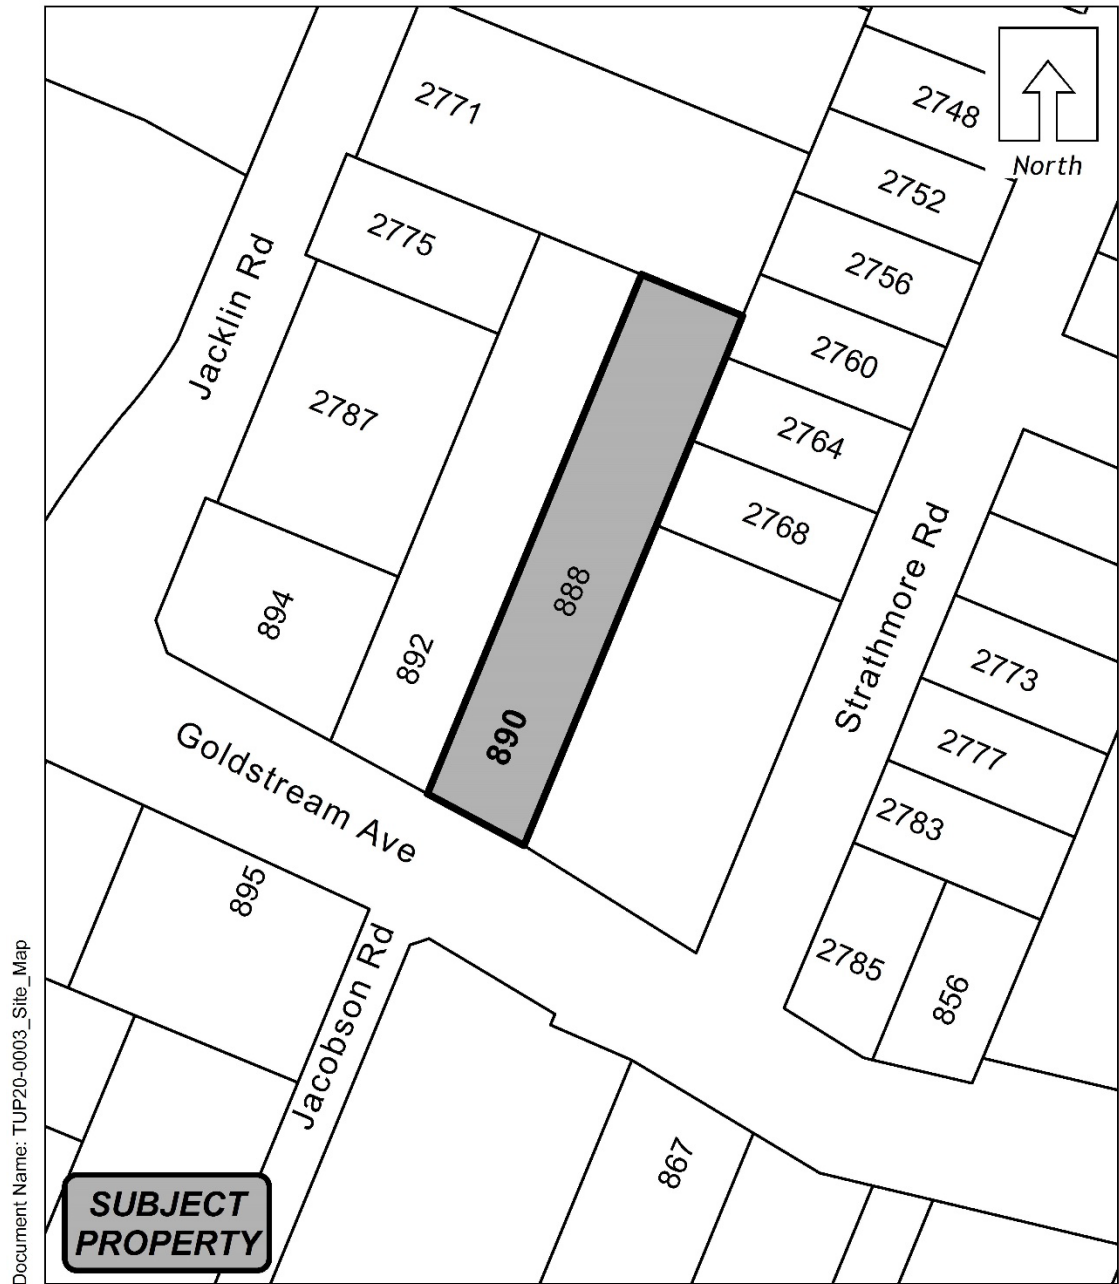 2771
2748
North
2752
2775
2756
Jacklin Rd
2760
2787
2764
2768
888
894
Strathmore Rd
892
2773
890
2777
Goldstream Ave
2783
895
2785
856
Jacobson Rd
867
SUBJECT
PROPERTY
Document Name: TUP20-0003_Site_Map